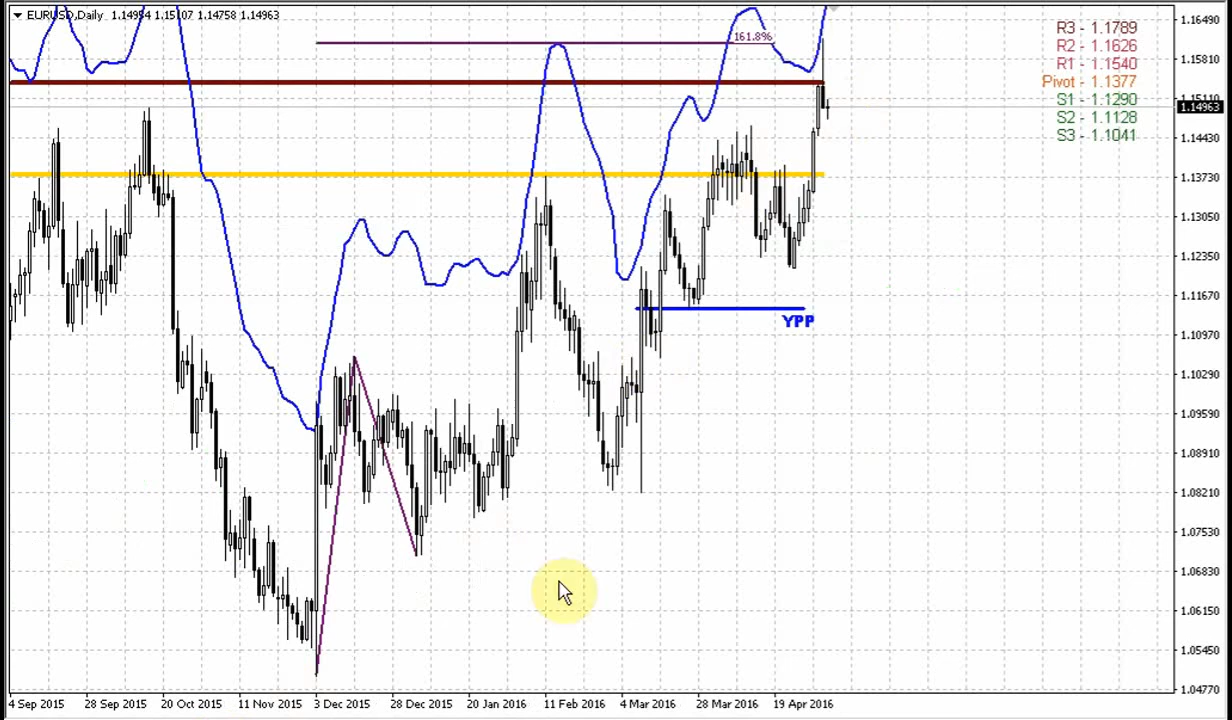 EURUSD,Daily 1.14954 1.15107 1.14758 1.14963
161.8%
R3 - 1.1789
R2 - 1.1626
R1 - 1.1540
Pivot - 1.1377
S1 - 1.1290
S2 - 1.1128
S3 - 1.1041
YPP
1.16490
1.15810
1.15110
1.14963
1.14430
1.13730
1.13050
1.12350
1.11670
1.10970
1.10290
1.09590
1.08910
1.08210
1.07530
1.06830
1.06150
1.05450
1.04770
4 Sep 2015 28 Sep 2015 20 Oct 2015 11 Nov 2015 3 Dec 2015 28 Dec 2015 20 Jan 2016 11 Feb 2016 4 Mar 2016 28 Mar 2016 19 Apr 2016